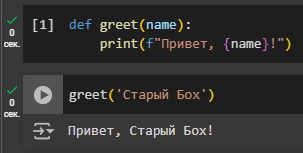 [1] def greet(name):
0 сек.
print(f"Привет, {name}!")
greet('Старый Бох')
0 сек.
Привет, Старый Бох!